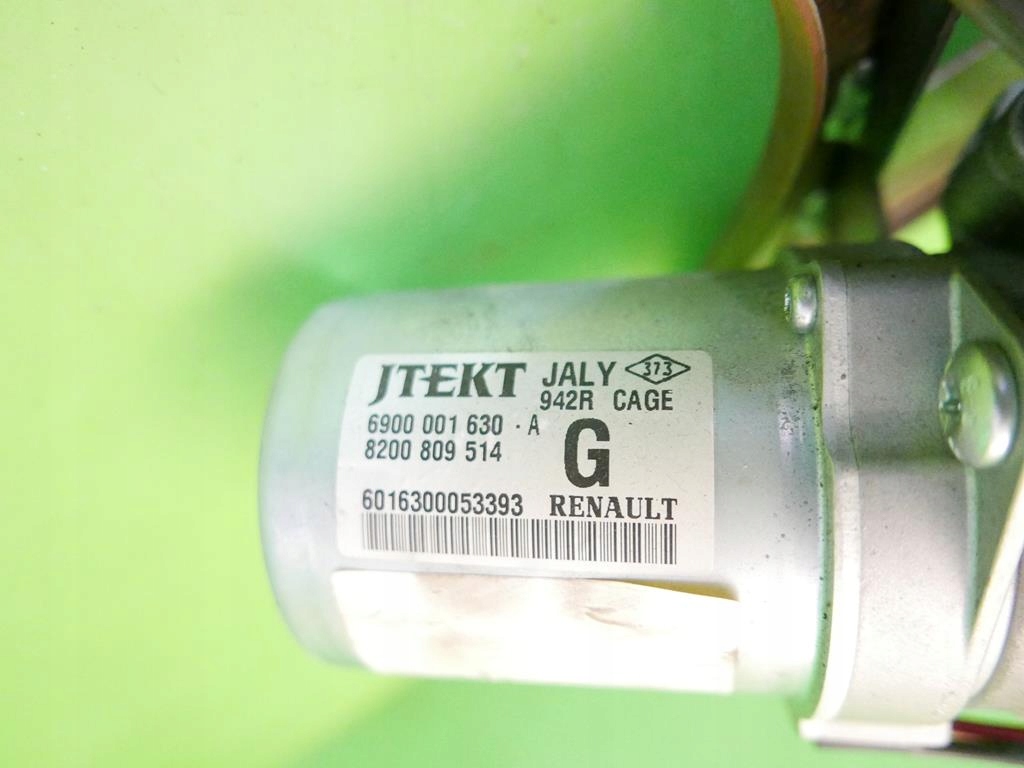 JTEKT JALY 373
942R CAGE
6900 001 630 · A
8200 809 514
G
6016300053393 RENAULT